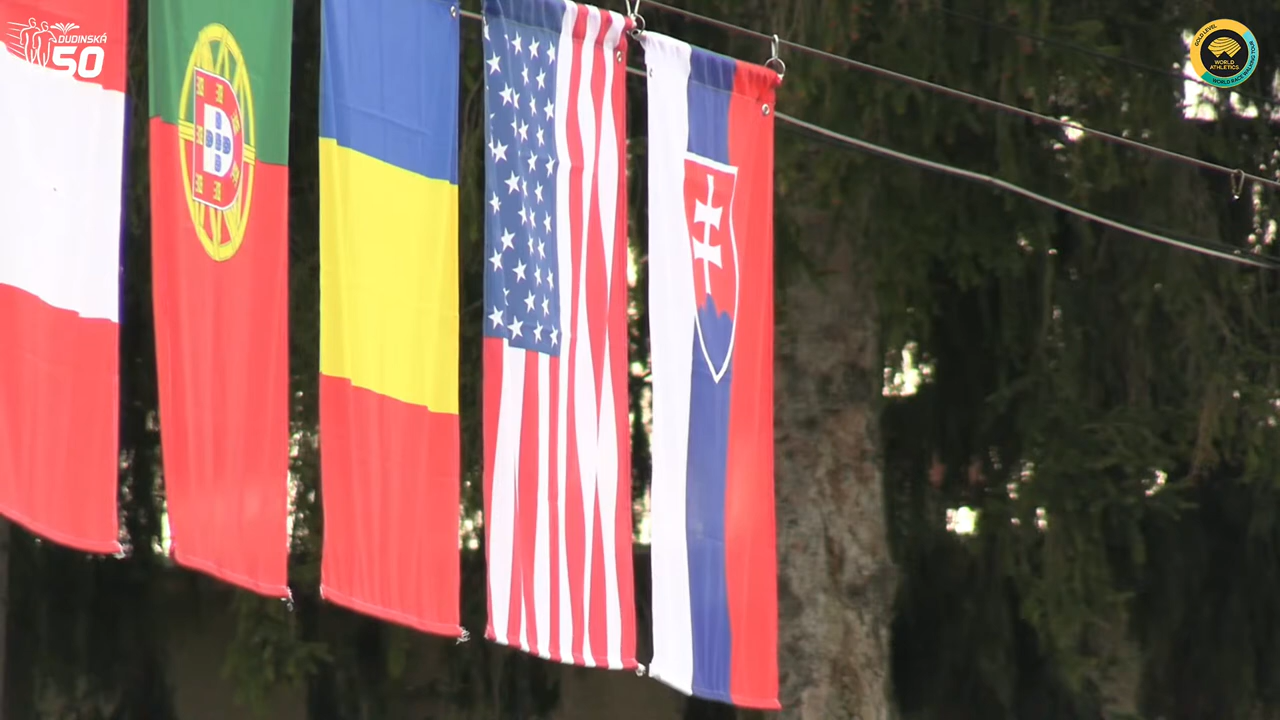 DUDINSKÁ
50
GOLD LEVEL
WORLD
ATHLETICS
WORLD RACE WALKING TOUR